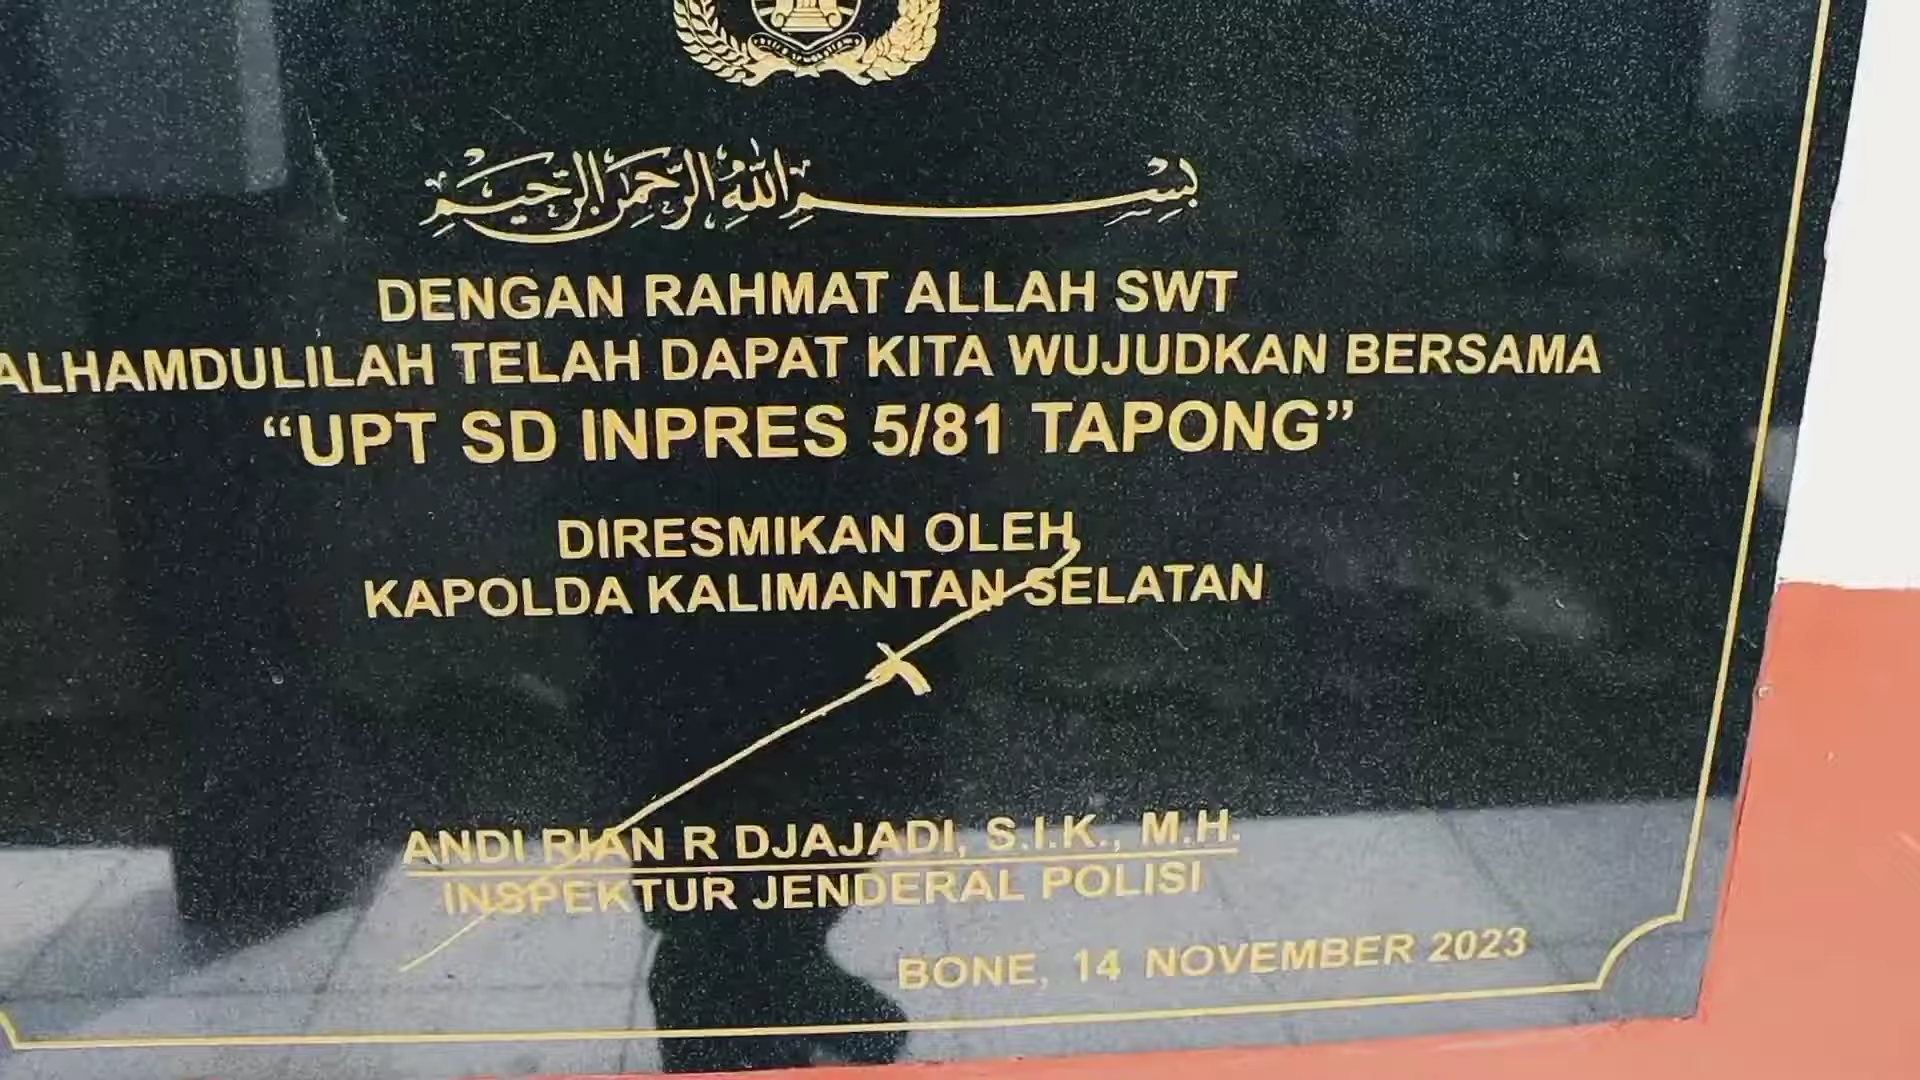 بسم الله الرحمن الرحيم
DENGAN RAHMAT ALLAH SWT
ALHAMDULILAH TELAH DAPAT KITA WUJUDKAN BERSAMA
“UPT SD INPRES 5/81 TAPONG”
DIRESMIKAN OLEH
KAPOLDA KALIMANTAN SELATAN
ANDI RIAN R DJAJADI, S.I.K., M.H.
INSPEKTUR JENDERAL POLISI
BONE, 14 NOVEMBER 2023